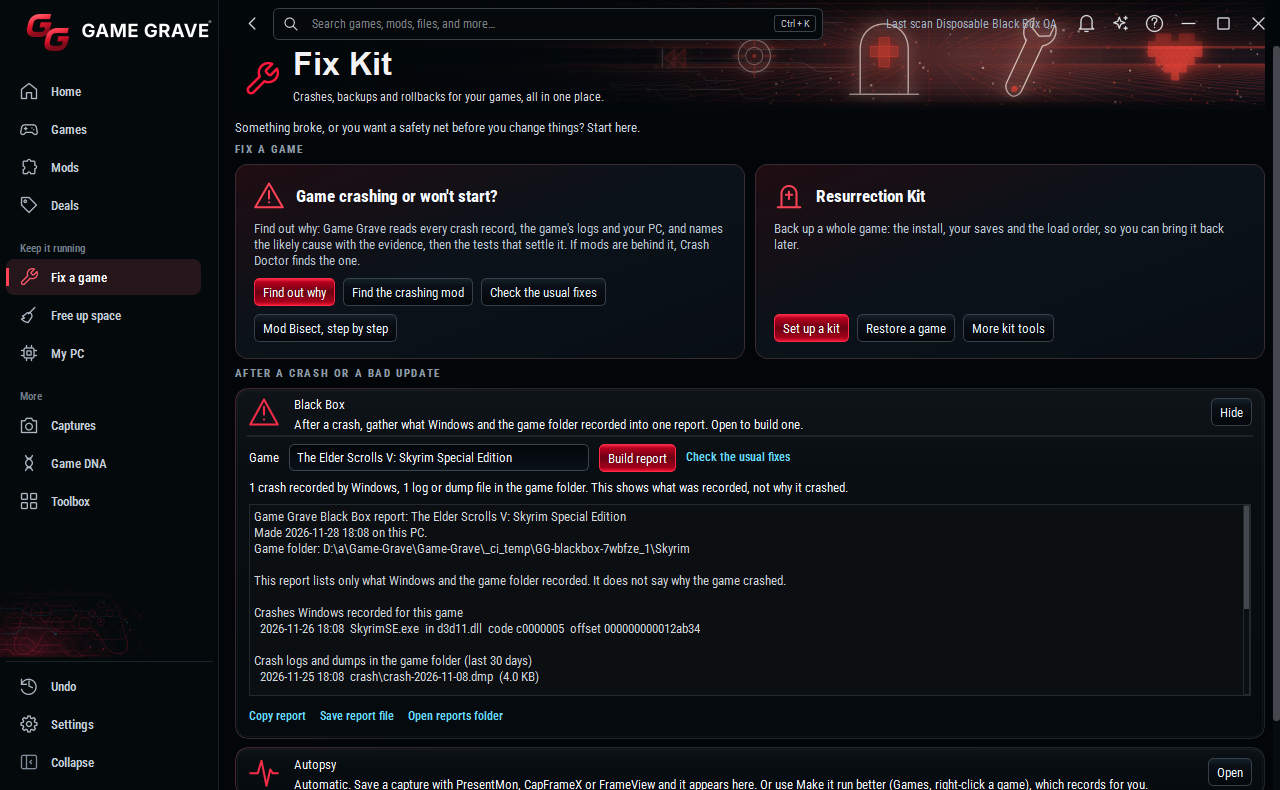 GG GAME GRAVE
Search games, mods, files, and more...
Ctrl + K
Last scan Disposable Black Box QA
Home
Games
Mods
Deals
Keep it running
Fix a game
Free up space
My PC
More
Captures
Game DNA
Toolbox
Undo
Settings
Collapse
Fix Kit
Crashes, backups and rollbacks for your games, all in one place.
Something broke, or you want a safety net before you change things? Start here.
FIX A GAME
Game crashing or won't start?
Find out why: Game Grave reads every crash record, the game's logs and your PC, and names
the likely cause with the evidence, then the tests that settle it. If mods are behind it, Crash
Doctor finds the one.
Find out why
Find the crashing mod
Check the usual fixes
Mod Bisect, step by step
Resurrection Kit
Back up a whole game: the install, your saves and the load order, so you can bring it back
later.
Set up a kit
Restore a game
More kit tools
AFTER A CRASH OR A BAD UPDATE
Black Box
After a crash, gather what Windows and the game folder recorded into one report. Open to build one.
Hide
Game
The Elder Scrolls V: Skyrim Special Edition
Build report
Check the usual fixes
1 crash recorded by Windows, 1 log or dump file in the game folder. This shows what was recorded, not why it crashed.
Game Grave Black Box report: The Elder Scrolls V: Skyrim Special Edition
Made 2026-11-28 18:08 on this PC.
Game folder: D:\a\Game-Grave\Game-Grave\_ci_temp\GG-blackbox-7wbfze_1\Skyrim
This report lists only what Windows and the game folder recorded. It does not say why the game crashed.
Crashes Windows recorded for this game
2026-11-26 18:08 SkyrimSE.exe in d3d11.dll code c0000005 offset 000000000012ab34
Crash logs and dumps in the game folder (last 30 days)
2026-11-25 18:08 crash\crash-2026-11-08.dmp (4.0 KB)
Copy report
Save report file
Open reports folder
Autopsy
Automatic. Save a capture with PresentMon, CapFrameX or FrameView and it appears here. Or use Make it run better (Games, right-click a game), which records for you.
Open